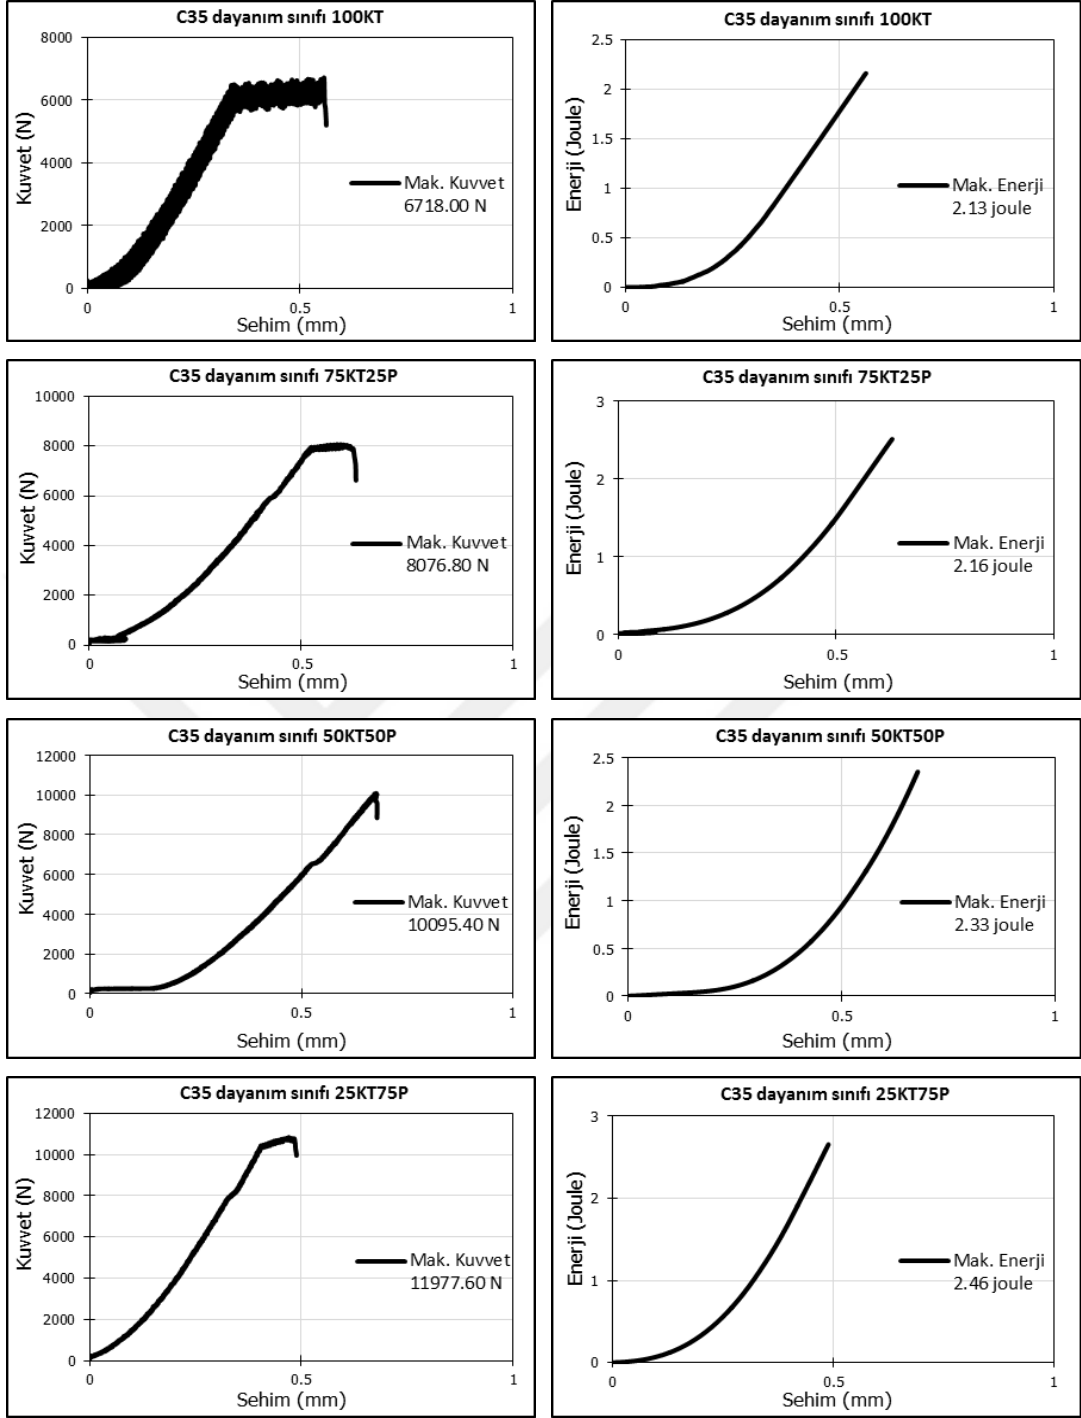 C35 dayanım sınıfı 100KT
8000
6000
4000
2000
0
0
0.5
1
Kuvvet (N)
Sehim (mm)
Mak. Kuvvet
6718.00 N
C35 dayanım sınıfı 100KT
2.5
2
1.5
1
0.5
0
0
0.5
1
Enerji (Joule)
Sehim (mm)
Mak. Enerji
2.13 joule
C35 dayanım sınıfı 75KT25P
10000
8000
6000
4000
2000
0
0
0.5
1
Kuvvet (N)
Sehim (mm)
Mak. Kuvvet
8076.80 N
C35 dayanım sınıfı 75KT25P
3
2
1
0
0
0.5
1
Enerji (Joule)
Sehim (mm)
Mak. Enerji
2.16 joule
C35 dayanım sınıfı 50KT50P
12000
10000
8000
6000
4000
2000
0
0
0.5
1
Kuvvet (N)
Sehim (mm)
Mak. Kuvvet
10095.40 N
C35 dayanım sınıfı 50KT50P
2.5
2
1.5
1
0.5
0
0
0.5
1
Enerji (Joule)
Sehim (mm)
Mak. Enerji
2.33 joule
C35 dayanım sınıfı 25KT75P
12000
10000
8000
6000
4000
2000
0
0
0.5
1
Kuvvet (N)
Sehim (mm)
Mak. Kuvvet
11977.60 N
C35 dayanım sınıfı 25KT75P
3
2
1
0
0
0.5
1
Enerji (Joule)
Sehim (mm)
Mak. Enerji
2.46 joule